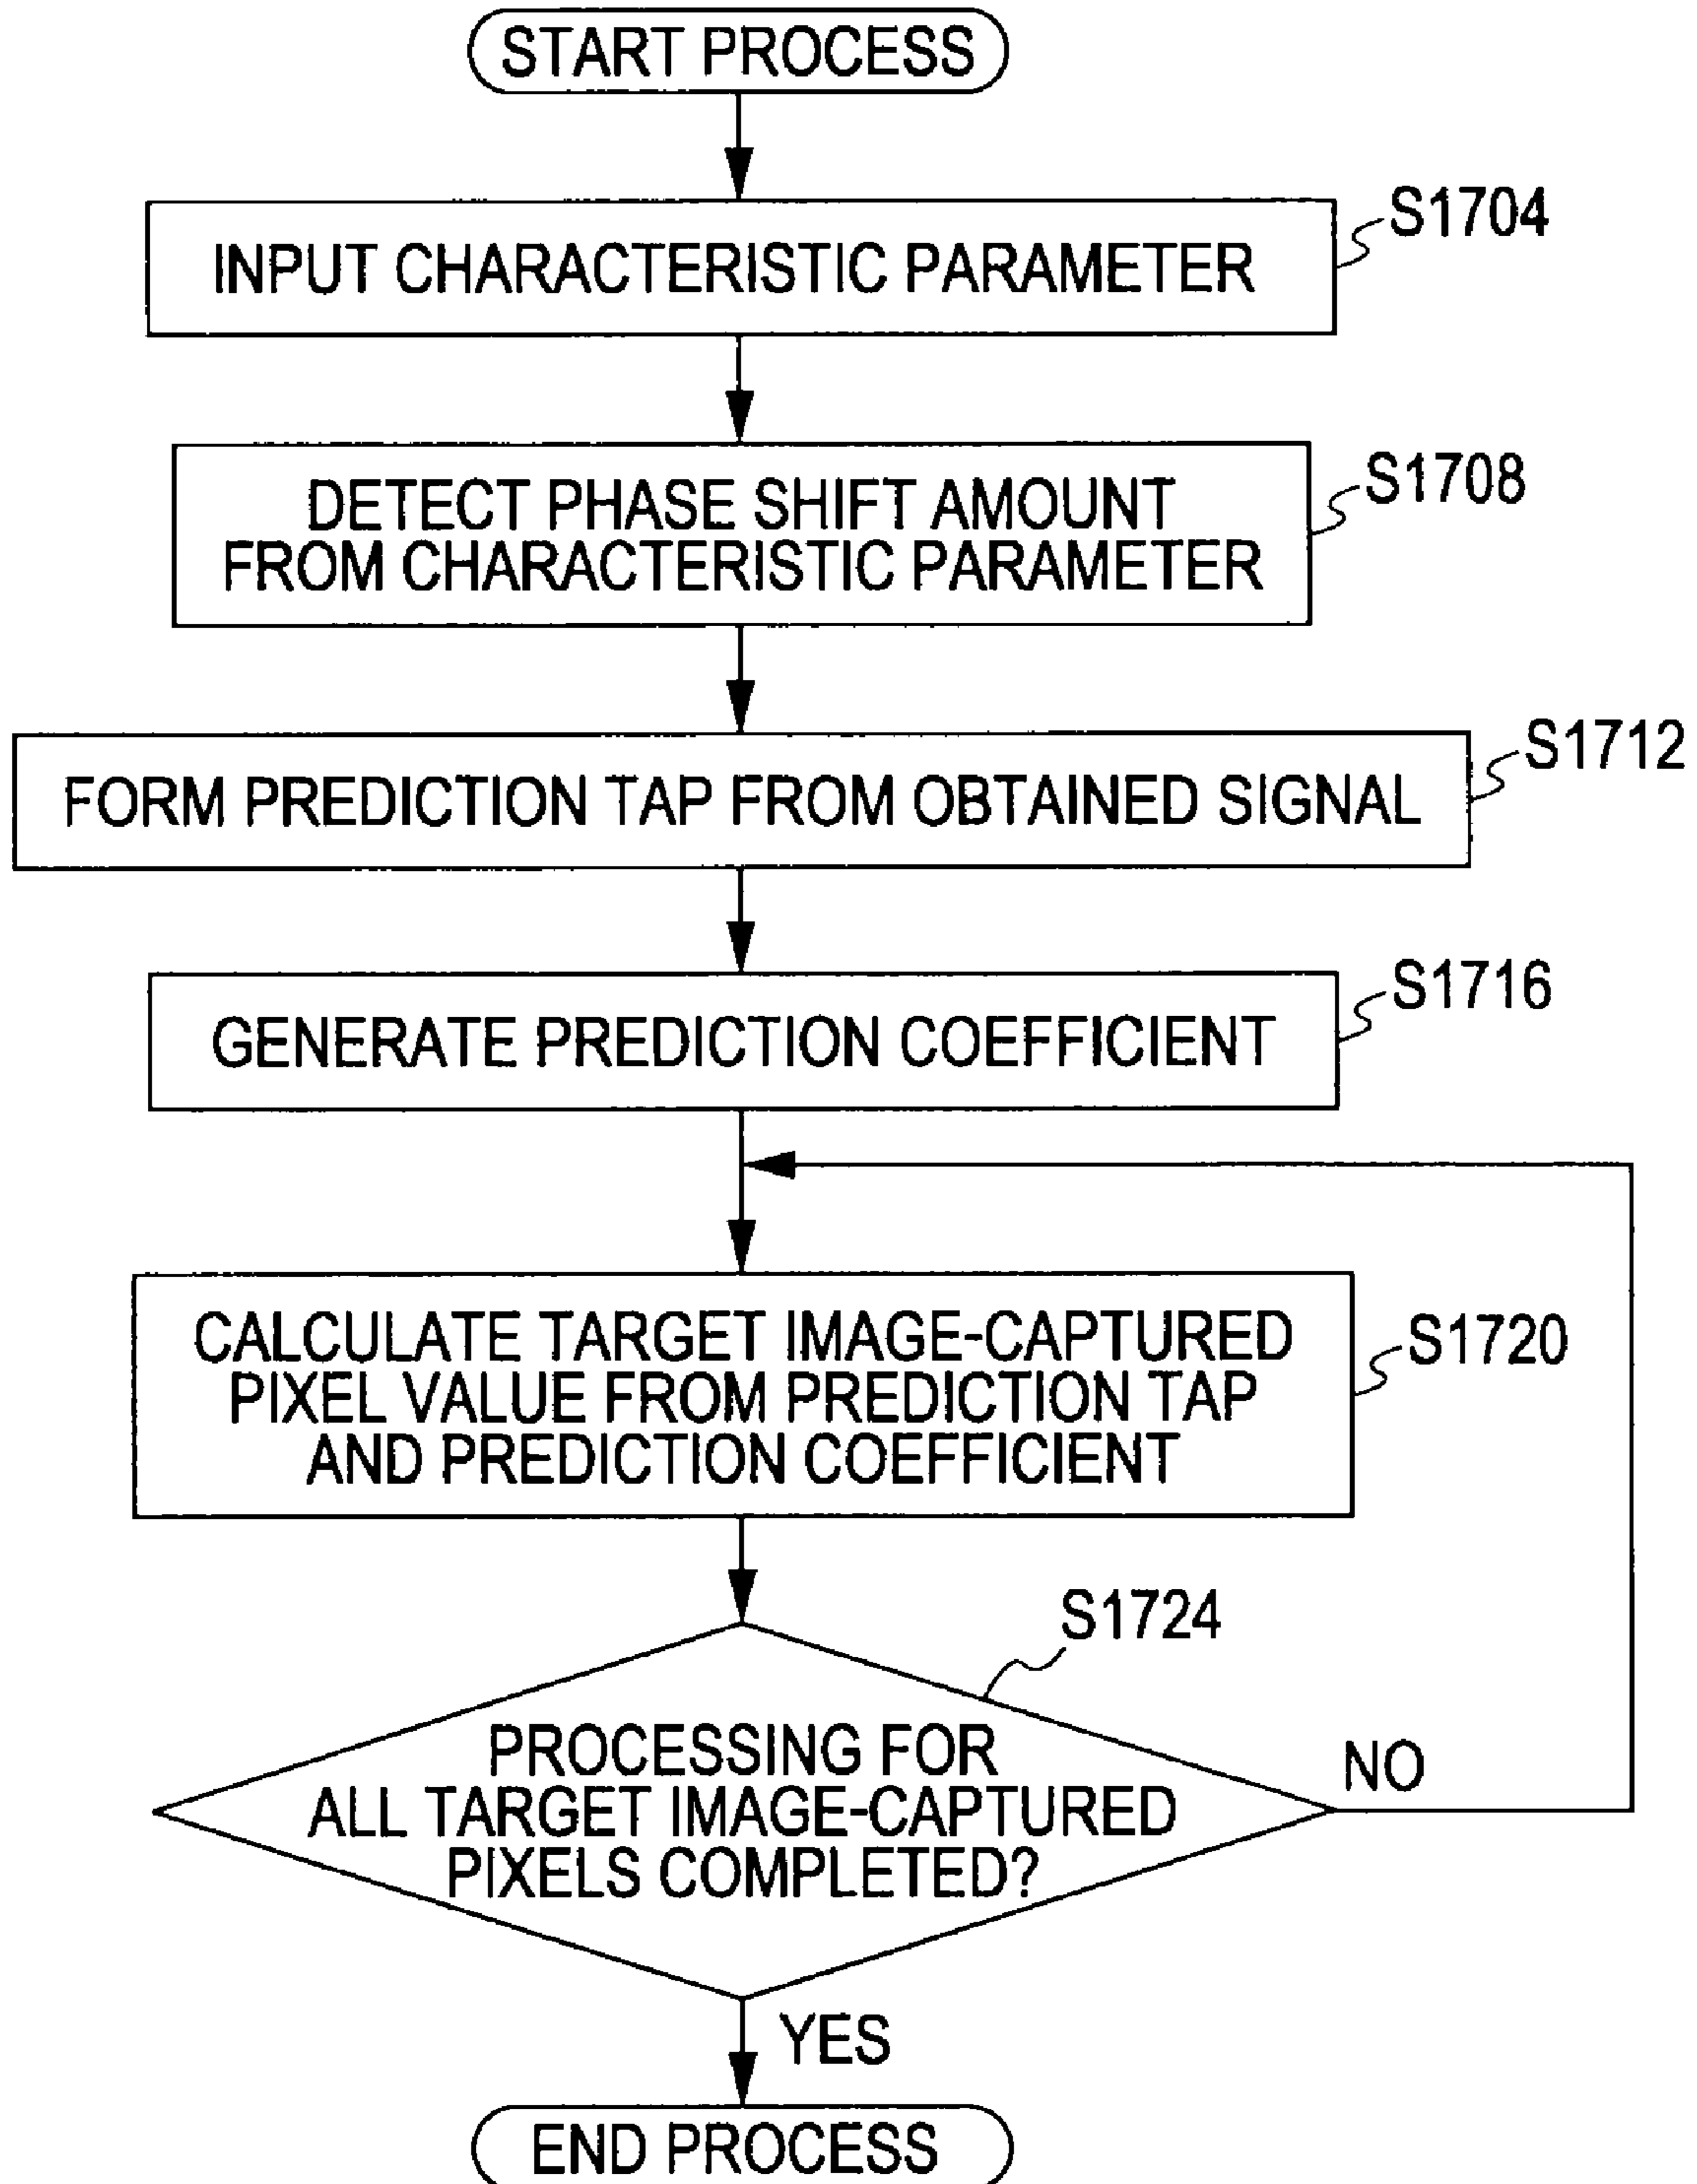 START PROCESS
S1704
INPUT CHARACTERISTIC PARAMETER
S1708
DETECT PHASE SHIFT AMOUNT
FROM CHARACTERISTIC PARAMETER
S1712
FORM PREDICTION TAP FROM OBTAINED SIGNAL
S1716
GENERATE PREDICTION COEFFICIENT
S1720
CALCULATE TARGET IMAGE-CAPTURED
PIXEL VALUE FROM PREDICTION TAP
AND PREDICTION COEFFICIENT
S1724
PROCESSING FOR
ALL TARGET IMAGE-CAPTURED
PIXELS COMPLETED?
NO
YES
END PROCESS